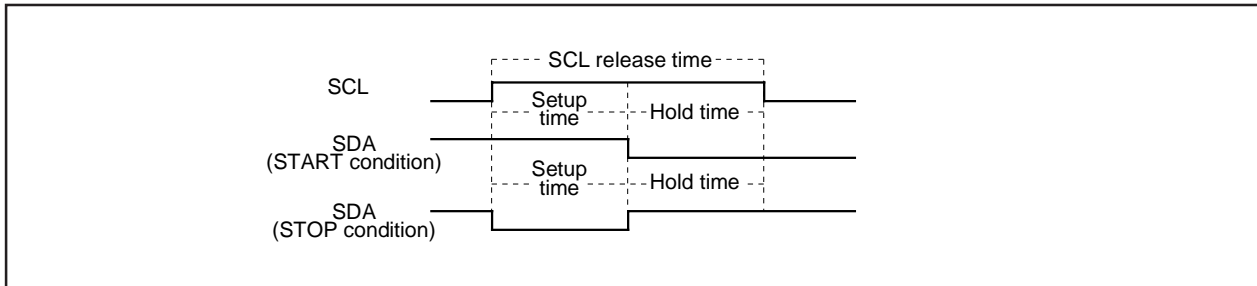 SCL release time
SCL
Setup
time
Hold time
SDA
(START condition)
Setup
time
Hold time
SDA
(STOP condition)